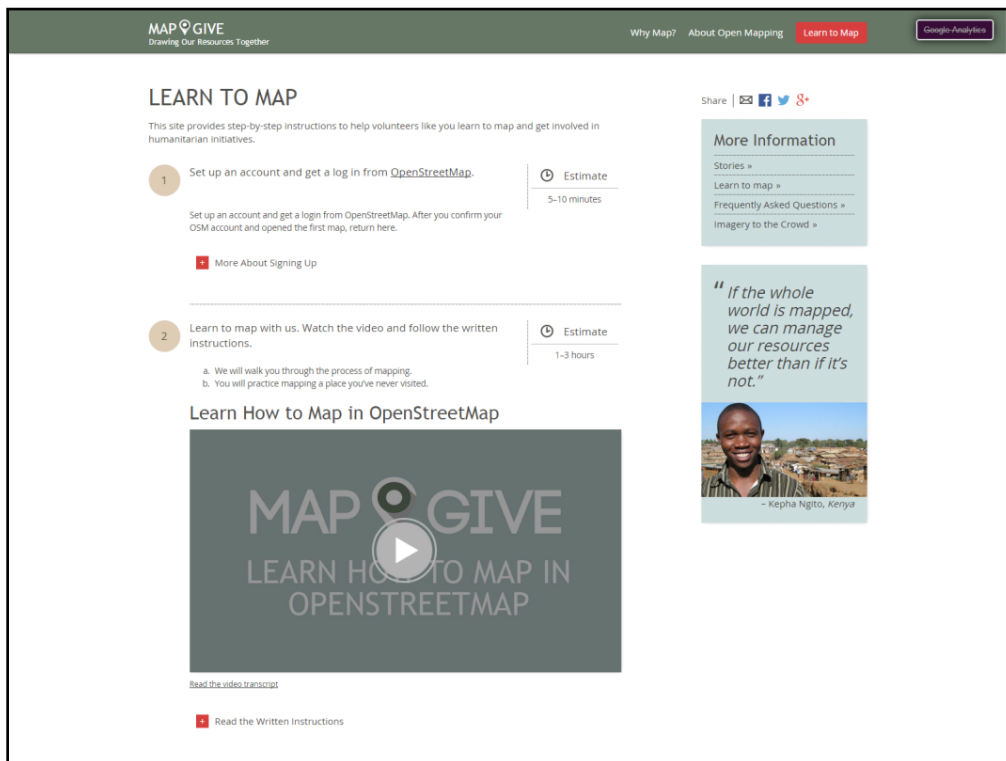 MAP GIVE
Drawing Our Resources Together
Why Map? About Open Mapping Learn to Map
Google Analytics
LEARN TO MAP
This site provides step-by-step instructions to help volunteers like you learn to map and get involved in
humanitarian initiatives.
1
Set up an account and get a log in from OpenStreetMap.
Estimate
5–10 minutes
Set up an account and get a login from OpenStreetMap. After you confirm your
OSM account and opened the first map, return here.
+ More About Signing Up
2
Learn to map with us. Watch the video and follow the written
instructions.
Estimate
1–3 hours
a. We will walk you through the process of mapping.
b. You will practice mapping a place you've never visited.
Learn How to Map in OpenStreetMap
MAP GIVE
LEARN HOW TO MAP IN
OPENSTREETMAP
Read the video transcript
+ Read the Written Instructions
Share
More Information
Stories »
Learn to map »
Frequently Asked Questions »
Imagery to the Crowd »
“ If the whole
world is mapped,
we can manage
our resources
better than if it's
not.”
– Kepha Ngito, Kenya